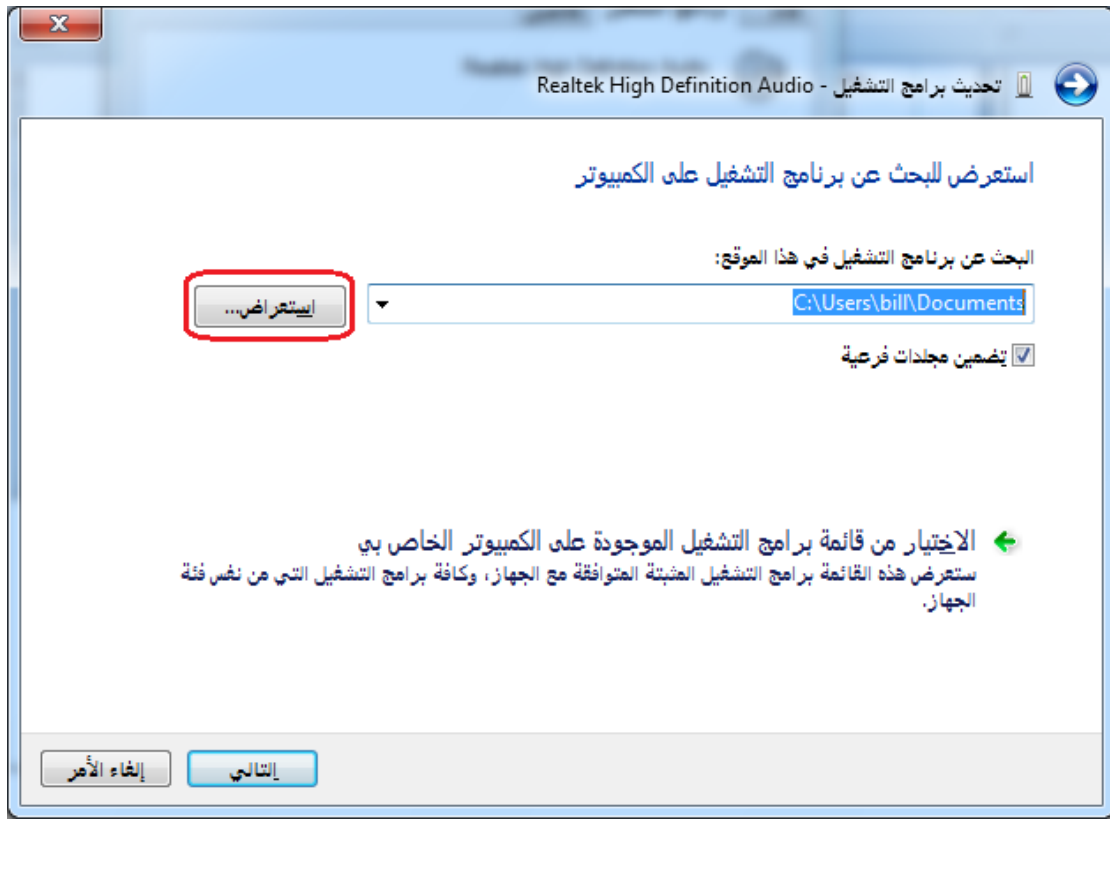 تحديث برامج التشغيل - Realtek High Definition Audio
استعرض للبحث عن برنامج التشغيل على الكمبيوتر
البحث عن برنامج التشغيل في هذا الموقع:
C:\Users\bill\Documents
استعراض...
تضمين مجلدات فرعية
الاختيار من قائمة برامج التشغيل الموجودة على الكمبيوتر الخاص بي
ستعرض هذه القائمة برامج التشغيل المثبتة المتوافقة مع الجهاز، وكافة برامج التشغيل التي من نفس فئة
الجهاز.
التالي
إلغاء الأمر